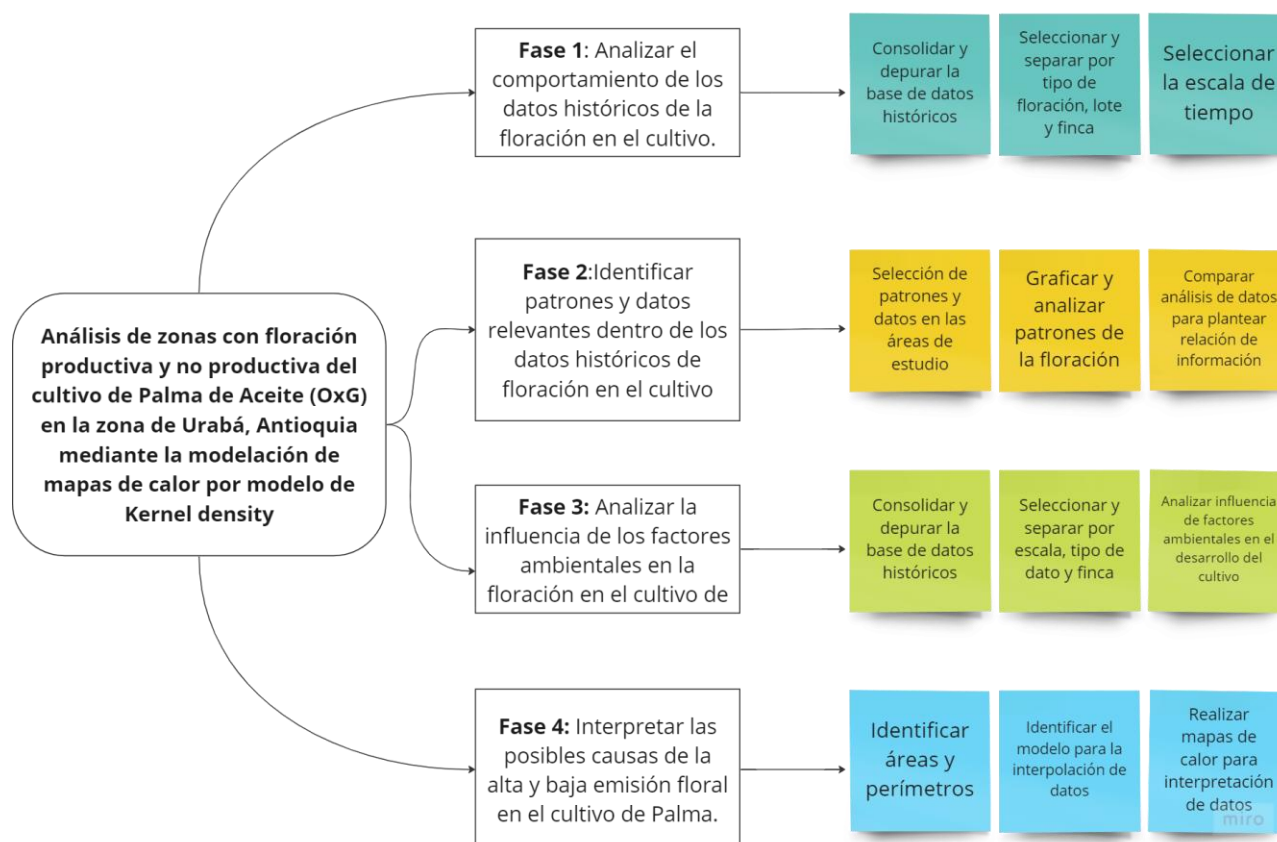 Fase 1: Analizar el
comportamiento de los
datos históricos de la
floración en el cultivo.
Consolidar y
depurar la
base de datos
históricos
Seleccionar y
separar por
tipo de
floración, lote
y finca
Seleccionar
la escala de
tiempo
Análisis de zonas con floración
productiva y no productiva del
cultivo de Palma de Aceite (OxG)
en la zona de Urabá, Antioquia
mediante la modelación de
mapas de calor por modelo de
Kernel density
Fase 2:Identificar
patrones y datos
relevantes dentro de los
datos históricos de
floración en el cultivo
Selección de
patrones y
datos en las
áreas de
estudio
Graficar y
analizar
patrones de
la floración
Comparar
análisis de datos
para plantear
relación de
información
Fase 3: Analizar la
influencia de los factores
ambientales en la
floración en el cultivo de
Consolidar y
depurar la
base de datos
históricos
Seleccionar y
separar por
escala, tipo de
dato y finca
Analizar influencia
de factores
ambientales en el
desarrollo del
cultivo
Fase 4: Interpretar las
posibles causas de la
alta y baja emisión floral
en el cultivo de Palma.
Identificar
áreas y
perímetros
Identificar el
modelo para la
interpolación de
datos
Realizar
mapas de
calor para
interpretación
de datos
miro